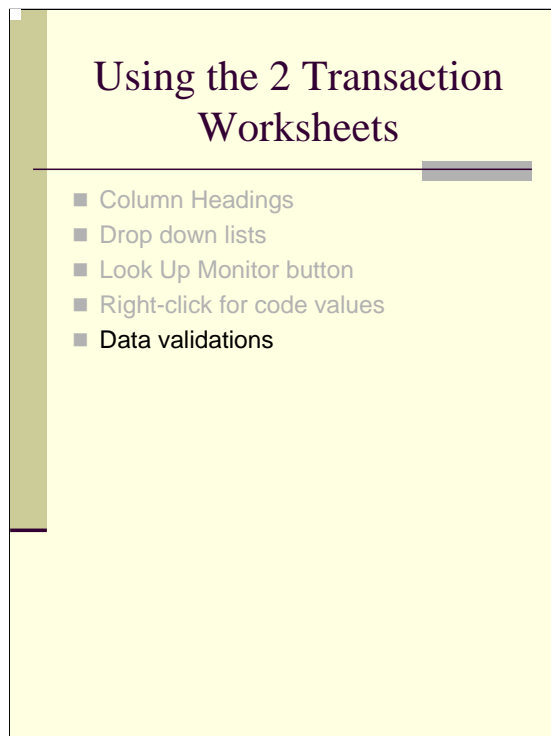 Using the 2 Transaction
Worksheets
Column Headings
Drop down lists
Look Up Monitor button
Right-click for code values
Data validations